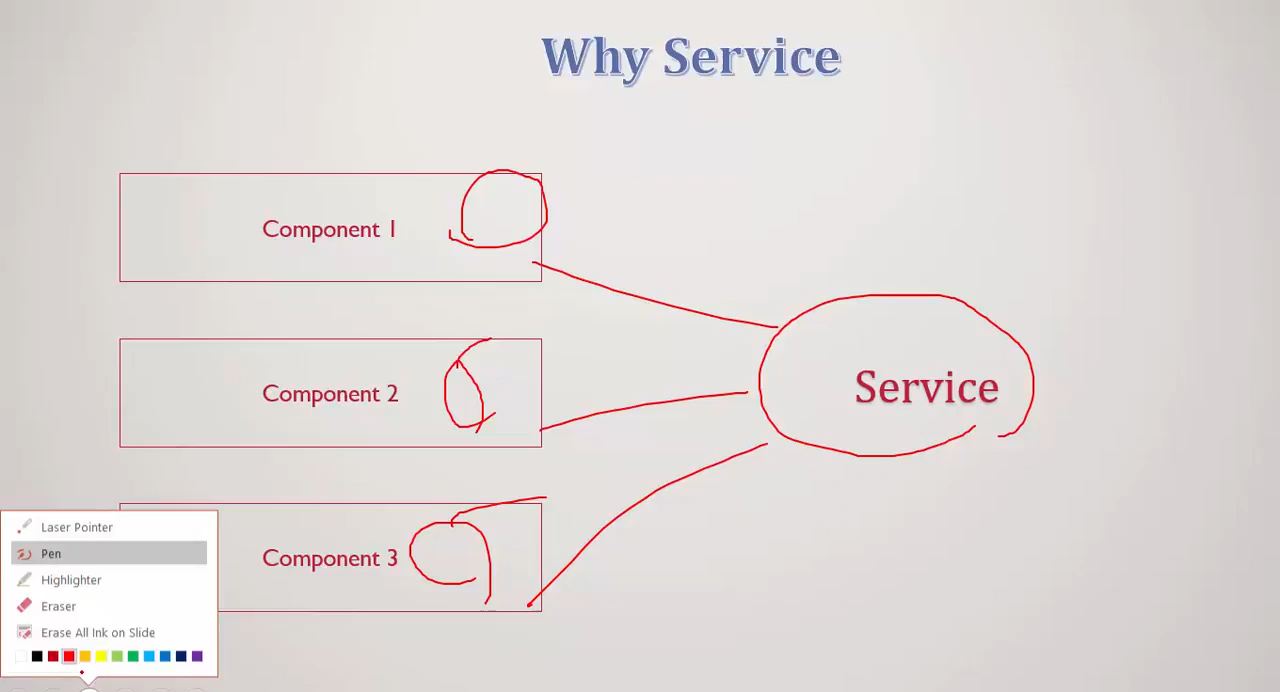 Why Service
Component 1
Component 2
Service
Component 3
Laser Pointer
Pen
Highlighter
Eraser
Erase All Ink on Slide